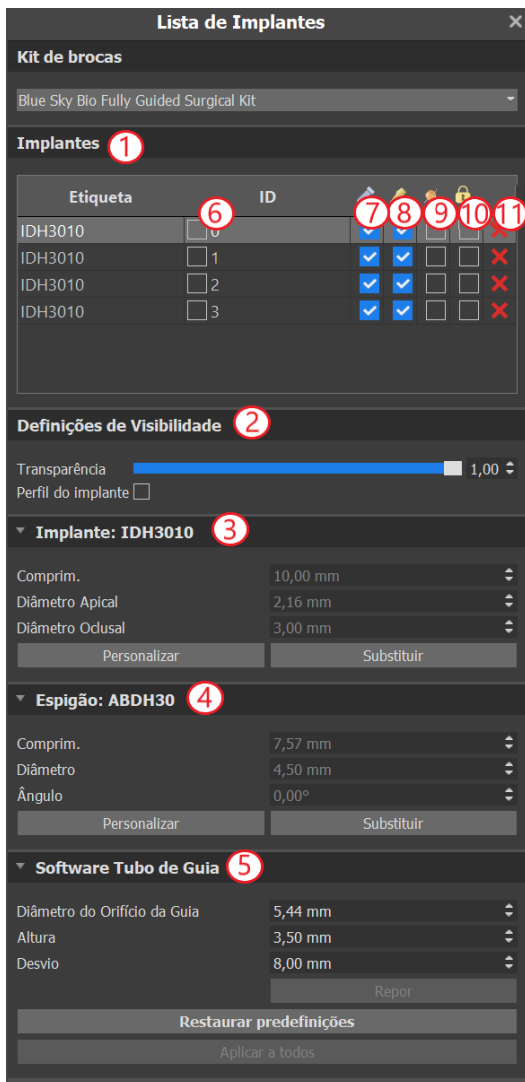 Lista de Implantes
Kit de brocas
Blue Sky Bio Fully Guided Surgical Kit
Implantes 1
Etiqueta ID
6 7 8 9 10 11
IDH3010 0
IDH3010 1
IDH3010 2
IDH3010 3
Definições de Visibilidade 2
Transparência 1,00
Perfil do implante
Implante: IDH3010 3
Comprim. 10,00 mm
Diâmetro Apical 2,16 mm
Diâmetro Oclusal 3,00 mm
Personalizar Substituir
Espigão: ABDH30 4
Comprim. 7,57 mm
Diâmetro 4,50 mm
Ângulo 0,00º
Personalizar Substituir
Software Tubo de Guia 5
Diâmetro do Orifício da Guia 5,44 mm
Altura 3,50 mm
Desvio 8,00 mm
Repor
Restaurar predefinições
Aplicar a todos